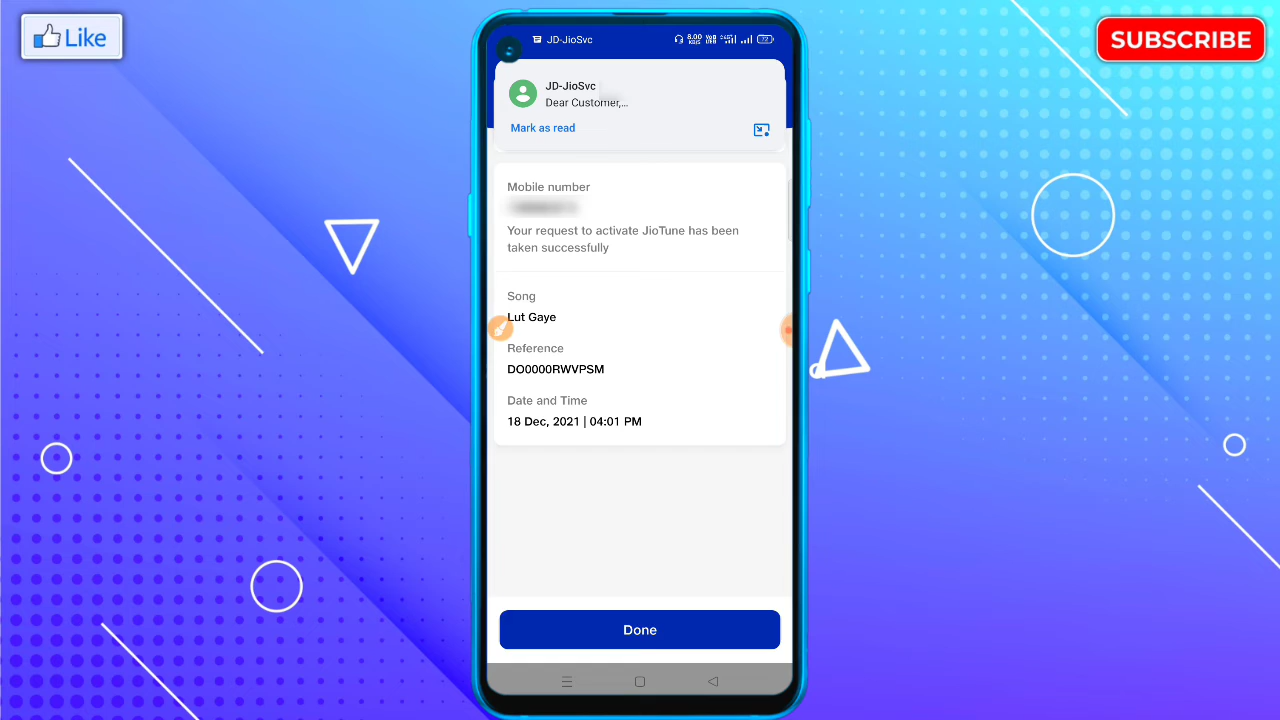 Like
SUBSCRIBE
JD-JioSvc
JD-JioSvc
Dear Customer,...
Mark as read
Mobile number
Your request to activate JioTune has been
taken successfully
Song
Lut Gaye
Reference
DO0000RWVPSM
Date and Time
18 Dec, 2021 | 04:01 PM
Done